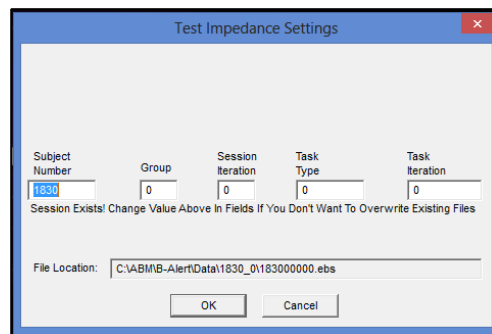 Test Impedance Settings
Subject Number
Group
Session Iteration
Task Type
Task Iteration
1830 0 0 0 0
Session Exists! Change Value Above In Fields If You Don't Want To Overwrite Existing Files
File Location: C:\ABM\B-Alert\Data\1830_0\183000000.ebs
OK Cancel